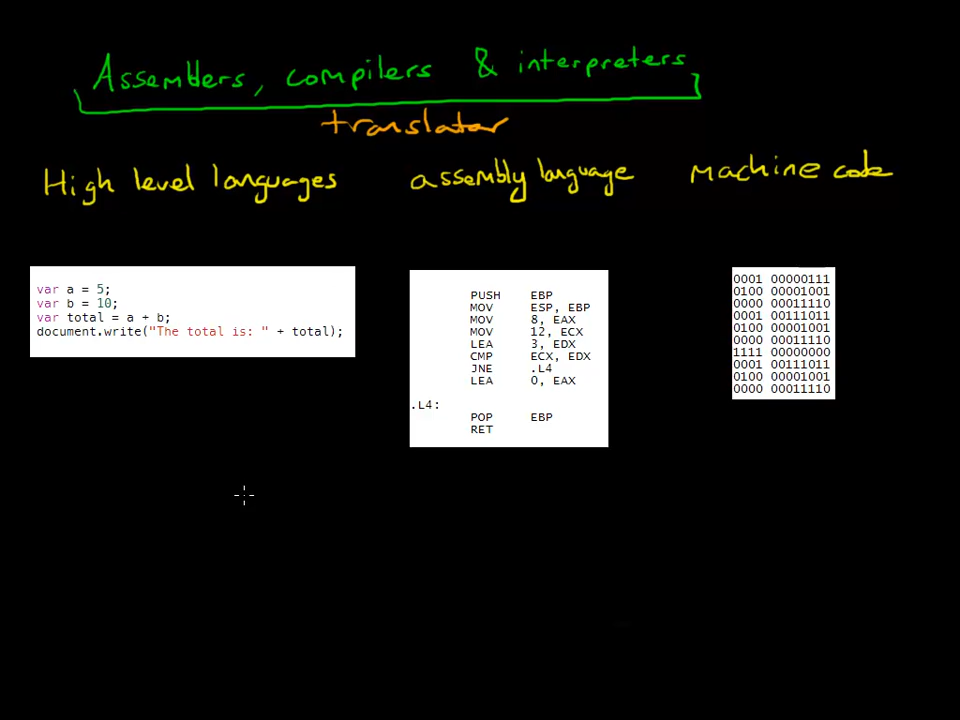 Assemblers, compilers & interpreters
translator
High level languages
assembly language
machine code
var a = 5;
var b = 10;
var total = a + b;
document.write("The total is: " + total);
PUSH EBP
MOV ESP, EBP
MOV 8, EAX
MOV 12, ECX
LEA 3, EDX
CMP ECX, EDX
JNE .L4
LEA 0, EAX
.L4:
POP EBP
RET
0001 00000111
0100 00001001
0000 00011110
0001 00111011
0100 00001001
0000 00011110
1111 00000000
0001 00111011
0100 00001001
0000 00011110